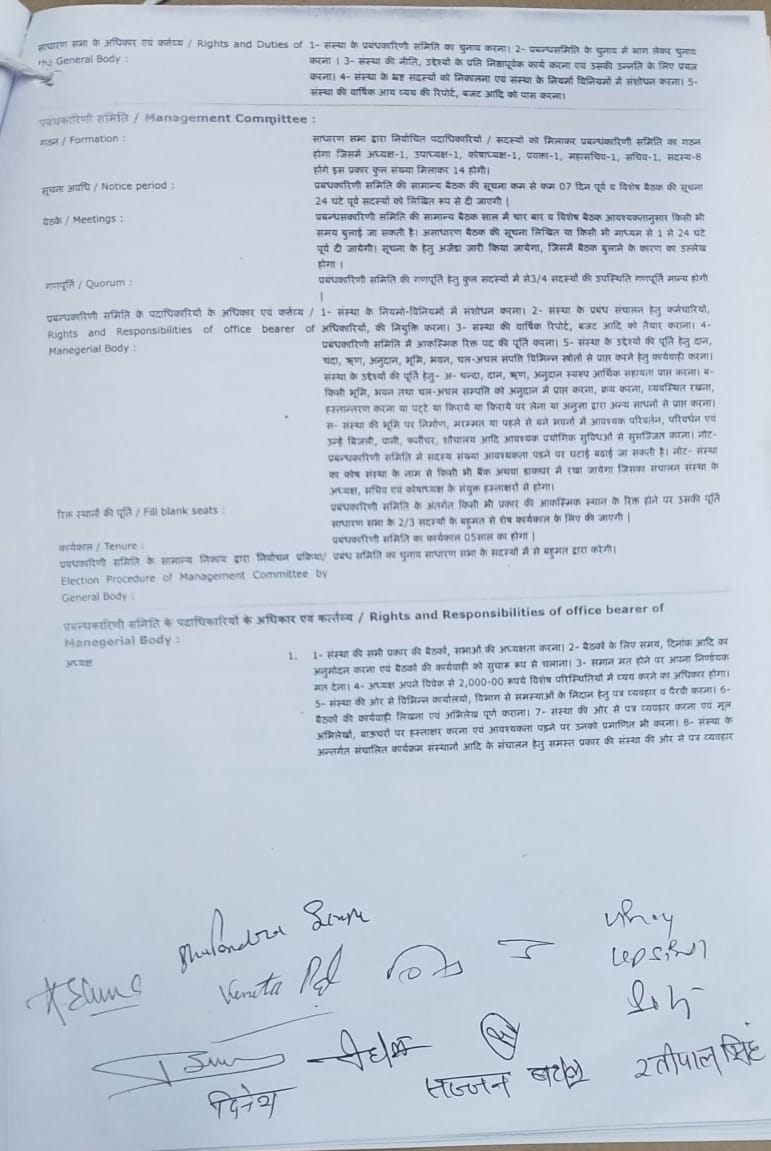 साधारण सभा के अधिकार एवं कर्तव्य / Rights and Duties of 1- संस्था के प्रबंधकारिणी समिति का चुनाव करना। 2- प्रबन्धसमिति के चुनाव में भाग लेकर चुनाव
the General Body : करना । 3- संस्था की नीति, उद्देश्यों के प्रति निष्ठापूर्वक कार्य करना एवं उसकी उन्नति के लिए प्रयत्न
करना। 4- संस्था के भ्रष्ट सदस्यों को निकालना एवं संस्था के नियमों विनियमों में संशोधन करना। 5-
संस्था की वार्षिक आय व्यय की रिपोर्ट, बजट आदि को पास करना।
प्रबंधकारिणी समिति / Management Committee :
गठन / Formation : साधारण सभा द्वारा निर्वाचित पदाधिकारियों / सदस्यों को मिलाकर प्रबन्धकारिणी समिति का गठन
होगा जिसमें अध्यक्ष-1, उपाध्यक्ष-1, कोषाध्यक्ष-1, प्रवक्ता-1, महासचिव-1, सचिव-1, सदस्य-8
होंगे इस प्रकार कुल संख्या मिलाकर 14 होगी।
सूचना अवधि / Notice period : प्रबंधकारिणी समिति की सामान्य बैठक की सूचना कम से कम 07 दिन पूर्व व विशेष बैठक की सूचना
24 घंटे पूर्व सदस्यों को लिखित रूप से दी जाएगी |
बैठकें / Meetings : प्रबन्धसकारिणी समिति की सामान्य बैठक साल में चार बार व विशेष बैठक आवश्यकतानुसार किसी भी
समय बुलाई जा सकती है। असाधारण बैठक की सूचना लिखित या किसी भी माध्यम से 1 से 24 घंटे
पूर्व दी जायेगी। सूचना के हेतु अजेंडा जारी किया जायेगा, जिसमें बैठक बुलाने के कारण का उल्लेख
होगा ।
गणपूर्ति / Quorum : प्रबंधकारिणी समिति की गणपूर्ति हेतु कुल सदस्यों में से3/4 सदस्यों की उपस्थिति गणपूर्ति मान्य होगी
|
प्रबन्धकारिणी समिति के पदाधिकारियों के अधिकार एवं कर्तव्य / 1- संस्था के नियमो-विनियमों में संशोधन करना। 2- संस्था के प्रबंध संचालन हेतु कर्मचारियों,
Rights and Responsibilities of office bearer of अधिकारियों, की नियुक्ति करना। 3- संस्था की वार्षिक रिपोर्ट, बजट आदि को तैयार कराना। 4-
Manegerial Body : प्रबंधकारिणी समिति में आकस्मिक रिक्त पद की पूर्ति करना। 5- संस्था के उद्देश्यों की पूर्ति हेतु दान,
चंदा, ऋण, अनुदान, भूमि, भवन, चल-अचल संपत्ति विभिन्न स्रोतों से प्राप्त करने हेतु कार्यवाही करना।
संस्था के उद्देश्यों की पूर्ति हेतु- अ- चन्दा, दान, ऋण, अनुदान स्वरुप आर्थिक सहायता प्राप्त करना। ब-
किसी भूमि, भवन तथा चल-अचल सम्पत्ति को अनुदान में प्राप्त करना, क्रय करना, व्यवस्थित रखना,
हस्तान्तरण करना या पट्टे या किराये या किराये पर लेना या अनुज्ञा द्वारा अन्य साधनों से प्राप्त करना।
स- संस्था की भूमि पर निर्माण, मरम्मत या पहले से बने भवनों में आवश्यक परिवर्तन, परिवर्धन एवं
उन्हें बिजली, पानी, फर्नीचर, शौचालय आदि आवश्यक प्रयोगिक सुविधओं से सुसज्जित करना। नोट-
प्रबन्धकारिणी समिति में सदस्य संख्या आवश्यकता पड़ने पर घटाई बढाई जा सकती है। नोट- संस्था
का कोष संस्था के नाम से किसी भी बैंक अथवा डाकघर में रखा जायेगा जिसका संचालन संस्था के
अध्यक्ष, सचिव एवं कोषाध्यक्ष के संयुक्त हस्ताक्षरों से होगा।
रिक्त स्थानों की पूर्ति / Fill blank seats : प्रबंधकारिणी समिति के अंतर्गत किसी भी प्रकार की आकस्मिक स्थान के रिक्त होने पर उसकी पूर्ति
साधारण सभा के 2/3 सदस्यों के बहुमत से शेष कार्यकाल के लिए की जाएगी |
कार्यकाल / Tenure : प्रबंधकारिणी समिति का कार्यकाल 05साल का होगा |
प्रबंधकारिणी समिति के सामान्य निकाय द्वारा निर्वाचन प्रक्रिया/ प्रबंध समिति का चुनाव साधारण सभा के सदस्यों में से बहुमत द्वारा करेगी।
Election Procedure of Management Committee by
General Body :
प्रबन्धकारिणी समिति के पदाधिकारियों के अधिकार एवं कर्त्तव्य / Rights and Responsibilities of office bearer of
Manegerial Body :
अध्यक्ष 1. 1- संस्था की सभी प्रकार की बैठकों, सभाओं की अध्यक्षता करना। 2- बैठकों के लिए समय, दिनांक आदि का
अनुमोदन करना एवं बैठकों की कार्यवाही को सुचारू रूप से चलाना। 3- समान मत होने पर अपना निर्णायक
मत देना। 4- अध्यक्ष अपने विवेक से 2,000-00 रूपये विशेष परिस्थितियों में व्यय करने का अधिकार होगा।
5- संस्था की ओर से विभिन्न कार्यालयो, विभाग से समस्याओं के निदान हेतु पत्र व्यवहार व पैरवी करना। 6-
बैठकों की कार्यवाही लिखना एवं अभिलेख पूर्ण कराना। 7- संस्था की ओर से पत्र व्यवहार करना एवं मूल
अभिलेखों, बाऊचरों पर हस्ताक्षर करना एवं आवश्यकता पड़ने पर उनको प्रमाणित भी करना। 8- संस्था के
अन्तर्गत संचालित कार्यक्रम संस्थानों आदि के संचालन हेतु समस्त प्रकार की संस्था की ओर से पत्र व्यवहार
दिनेश सज्जन रतीपाल सिंह